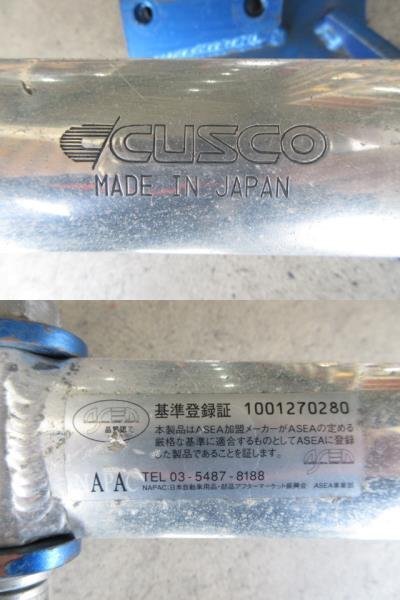 CUSCO
MADE IN JAPAN
ASEA
品質認定
基準登録証 1001270280
本製品はASEA加盟メーカーがASEAの定める
厳格な基準に適合するものとしてASEAに登録
した製品であることを証します。
NAPAC TEL 03-5487-8188
NAPAC:日本自動車用品・部品アフターマーケット振興会 ASEA事業部